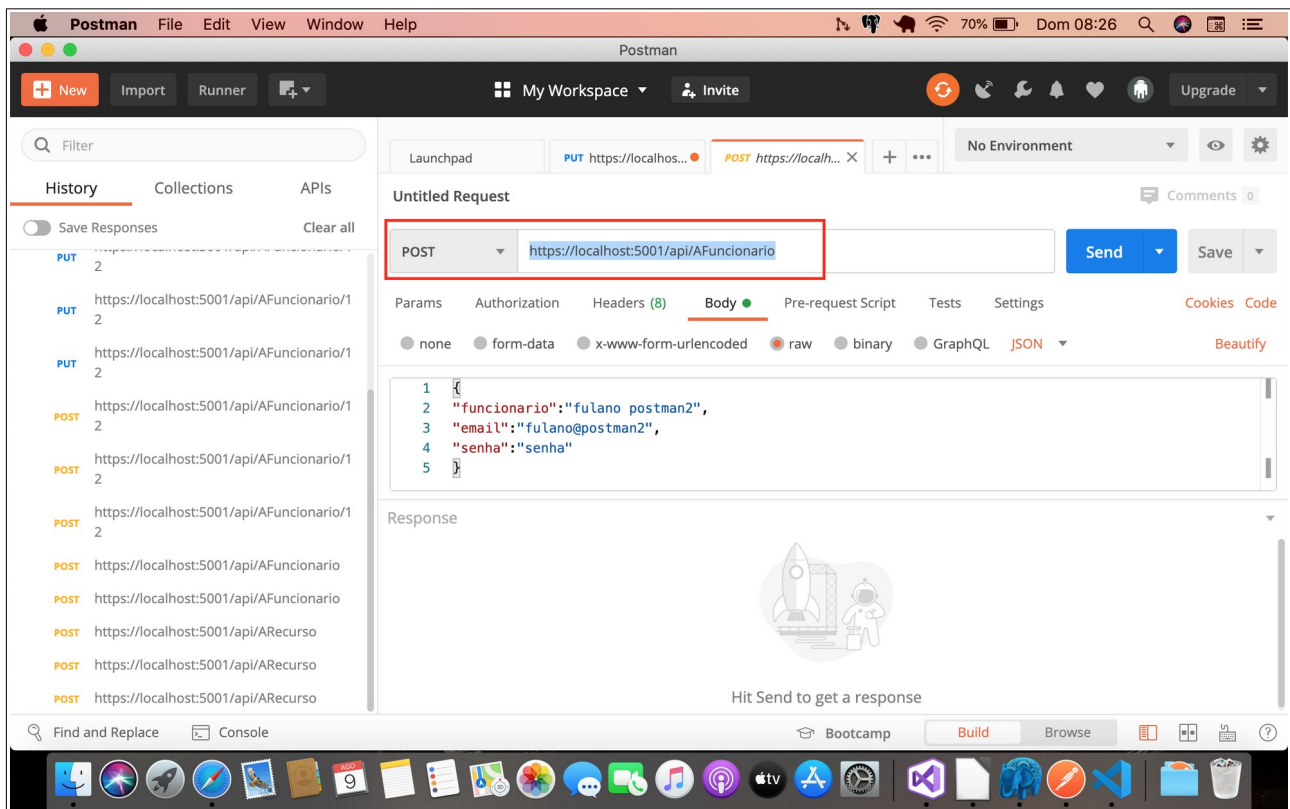 Postman File Edit View Window Help 70% Dom 08:26
Postman
New Import Runner My Workspace Invite Upgrade
Filter
History Collections APIs
Save Responses Clear all
PUT
2
PUT https://localhost:5001/api/AFuncionario/1
2
PUT https://localhost:5001/api/AFuncionario/1
2
POST https://localhost:5001/api/AFuncionario/1
2
POST https://localhost:5001/api/AFuncionario/1
2
POST https://localhost:5001/api/AFuncionario/1
2
POST https://localhost:5001/api/AFuncionario
POST https://localhost:5001/api/AFuncionario
POST https://localhost:5001/api/ARecurso
POST https://localhost:5001/api/ARecurso
POST https://localhost:5001/api/ARecurso
Launchpad PUT https://localhos... POST https://localh... No Environment
Untitled Request Comments 0
POST https://localhost:5001/api/AFuncionario Send Save
Params Authorization Headers (8) Body Pre-request Script Tests Settings Cookies Code
none form-data x-www-form-urlencoded raw binary GraphQL JSON Beautify
1 {
2 "funcionario":"fulano postman2",
3 "email":"fulano@postman2",
4 "senha":"senha"
5 }
Response
Hit Send to get a response
Find and Replace Console Bootcamp Build Browse
AGO
9
tv